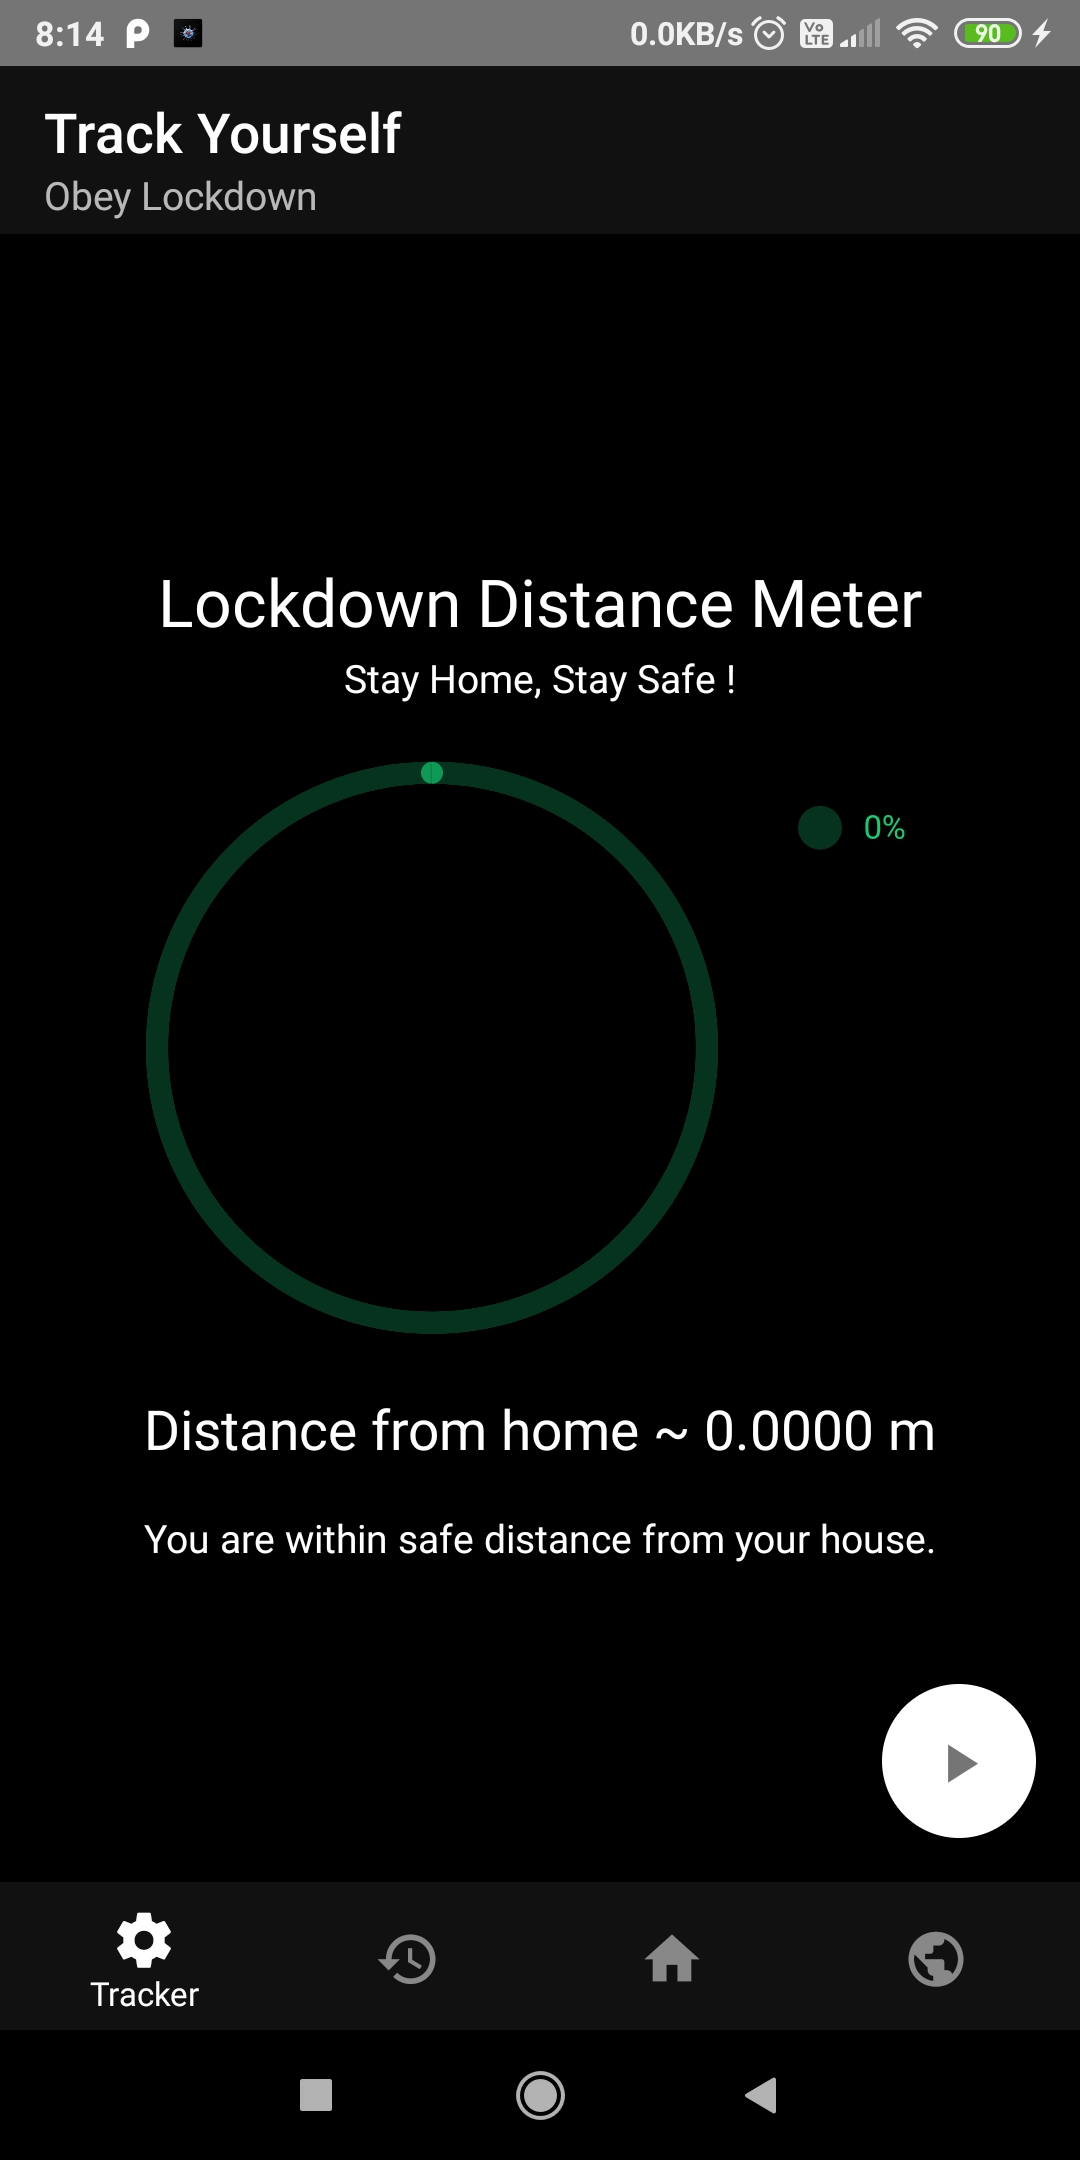 8:14 0.0KB/s Vo LTE 90
Track Yourself
Obey Lockdown
Lockdown Distance Meter
Stay Home, Stay Safe !
0%
Distance from home ~ 0.0000 m
You are within safe distance from your house.
Tracker